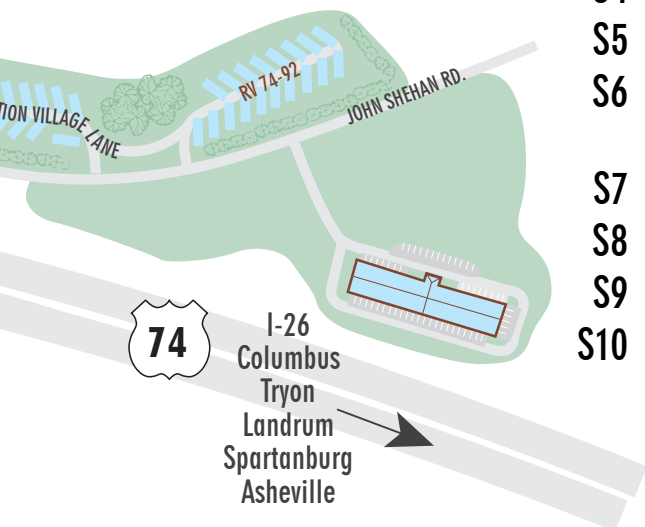 S5
S6
S7
S8
S9
S10
RV 74-92
JOHN SHEHAN RD.
VILLAGE LANE
74
I-26
Columbus
Tryon
Landrum
Spartanburg
Asheville